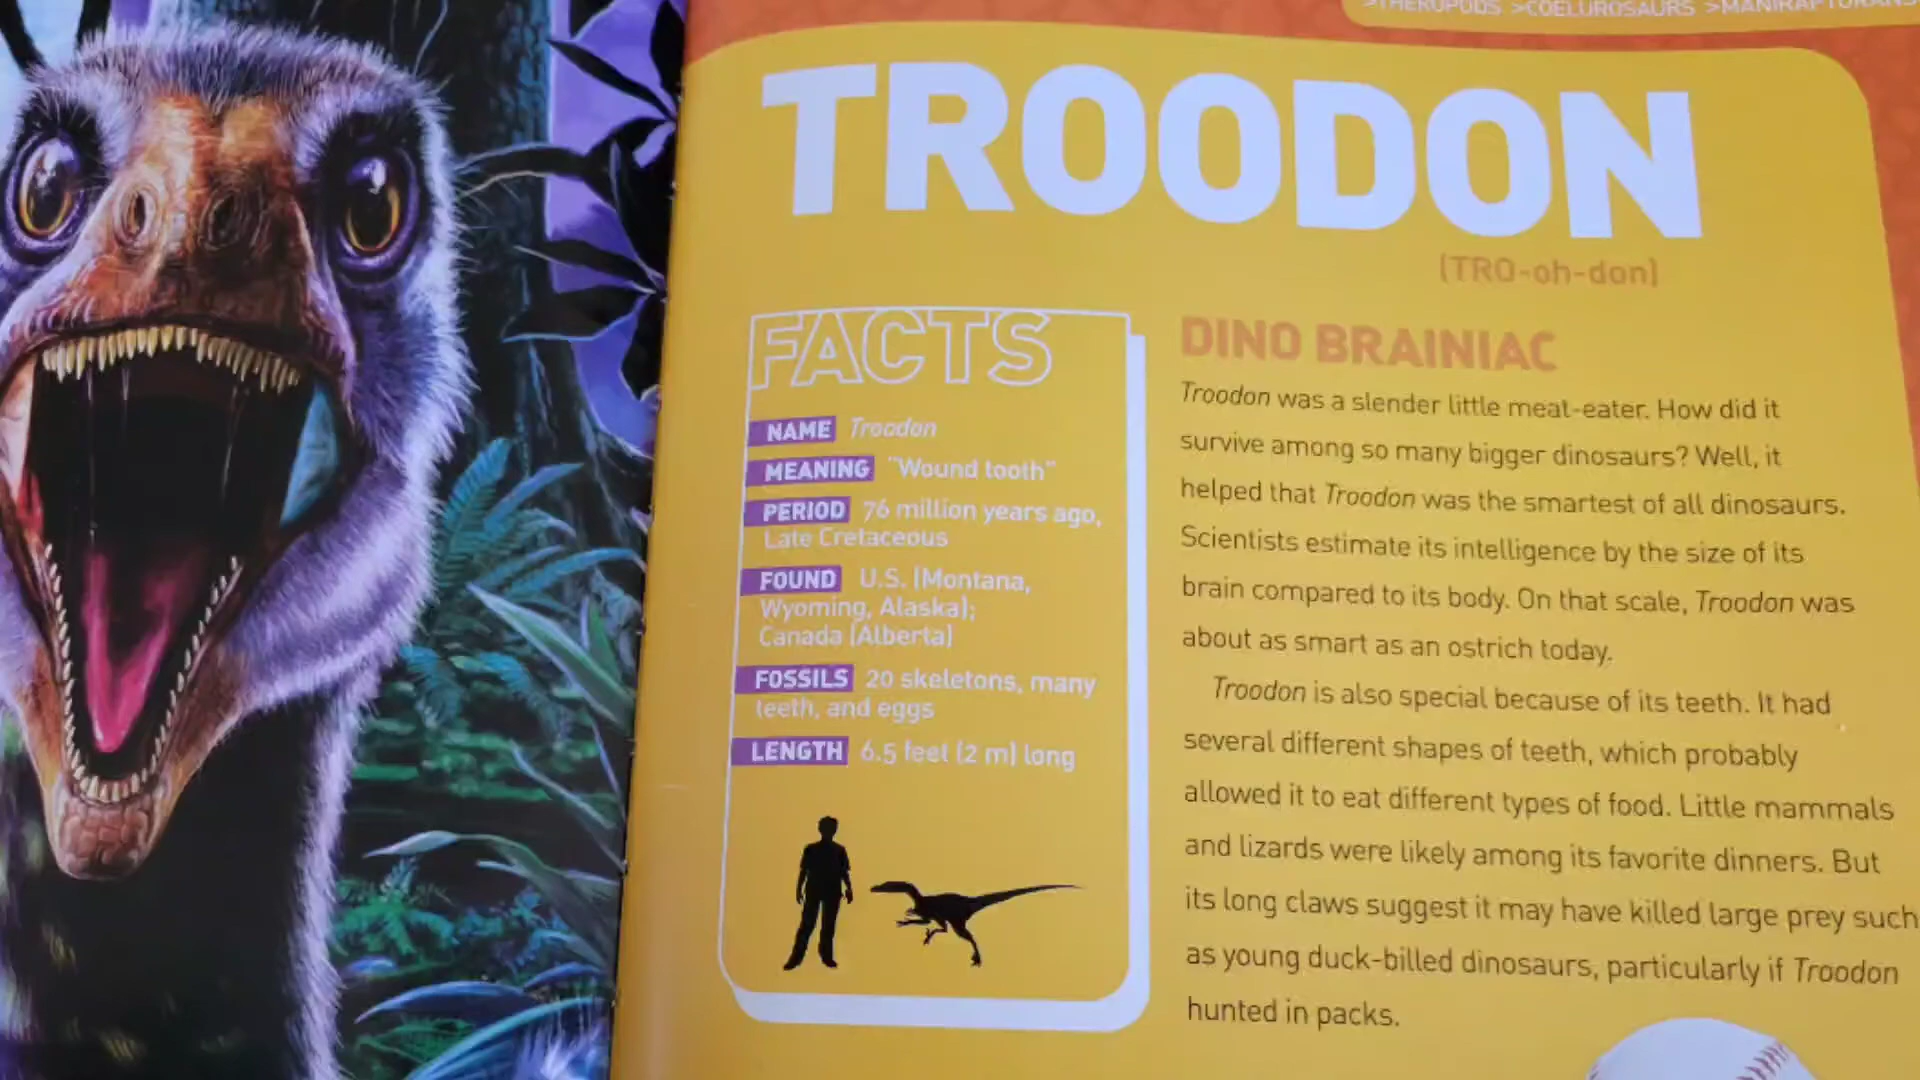 >THEROPODS >COELUROSAURS >MANIRAPTORANS
TROODON
(TRO-oh-don)
FACTS
NAME Troodon
MEANING "Wound tooth"
PERIOD 76 million years ago,
Late Cretaceous
FOUND U.S. (Montana,
Wyoming, Alaska);
Canada (Alberta)
FOSSILS 20 skeletons, many
teeth, and eggs
LENGTH 6.5 feet (2 m) long
DINO BRAINIAC
Troodon was a slender little meat-eater. How did it
survive among so many bigger dinosaurs? Well, it
helped that Troodon was the smartest of all dinosaurs.
Scientists estimate its intelligence by the size of its
brain compared to its body. On that scale, Troodon was
about as smart as an ostrich today.
Troodon is also special because of its teeth. It had
several different shapes of teeth, which probably
allowed it to eat different types of food. Little mammals
and lizards were likely among its favorite dinners. But
its long claws suggest it may have killed large prey such
as young duck-billed dinosaurs, particularly if Troodon
hunted in packs.